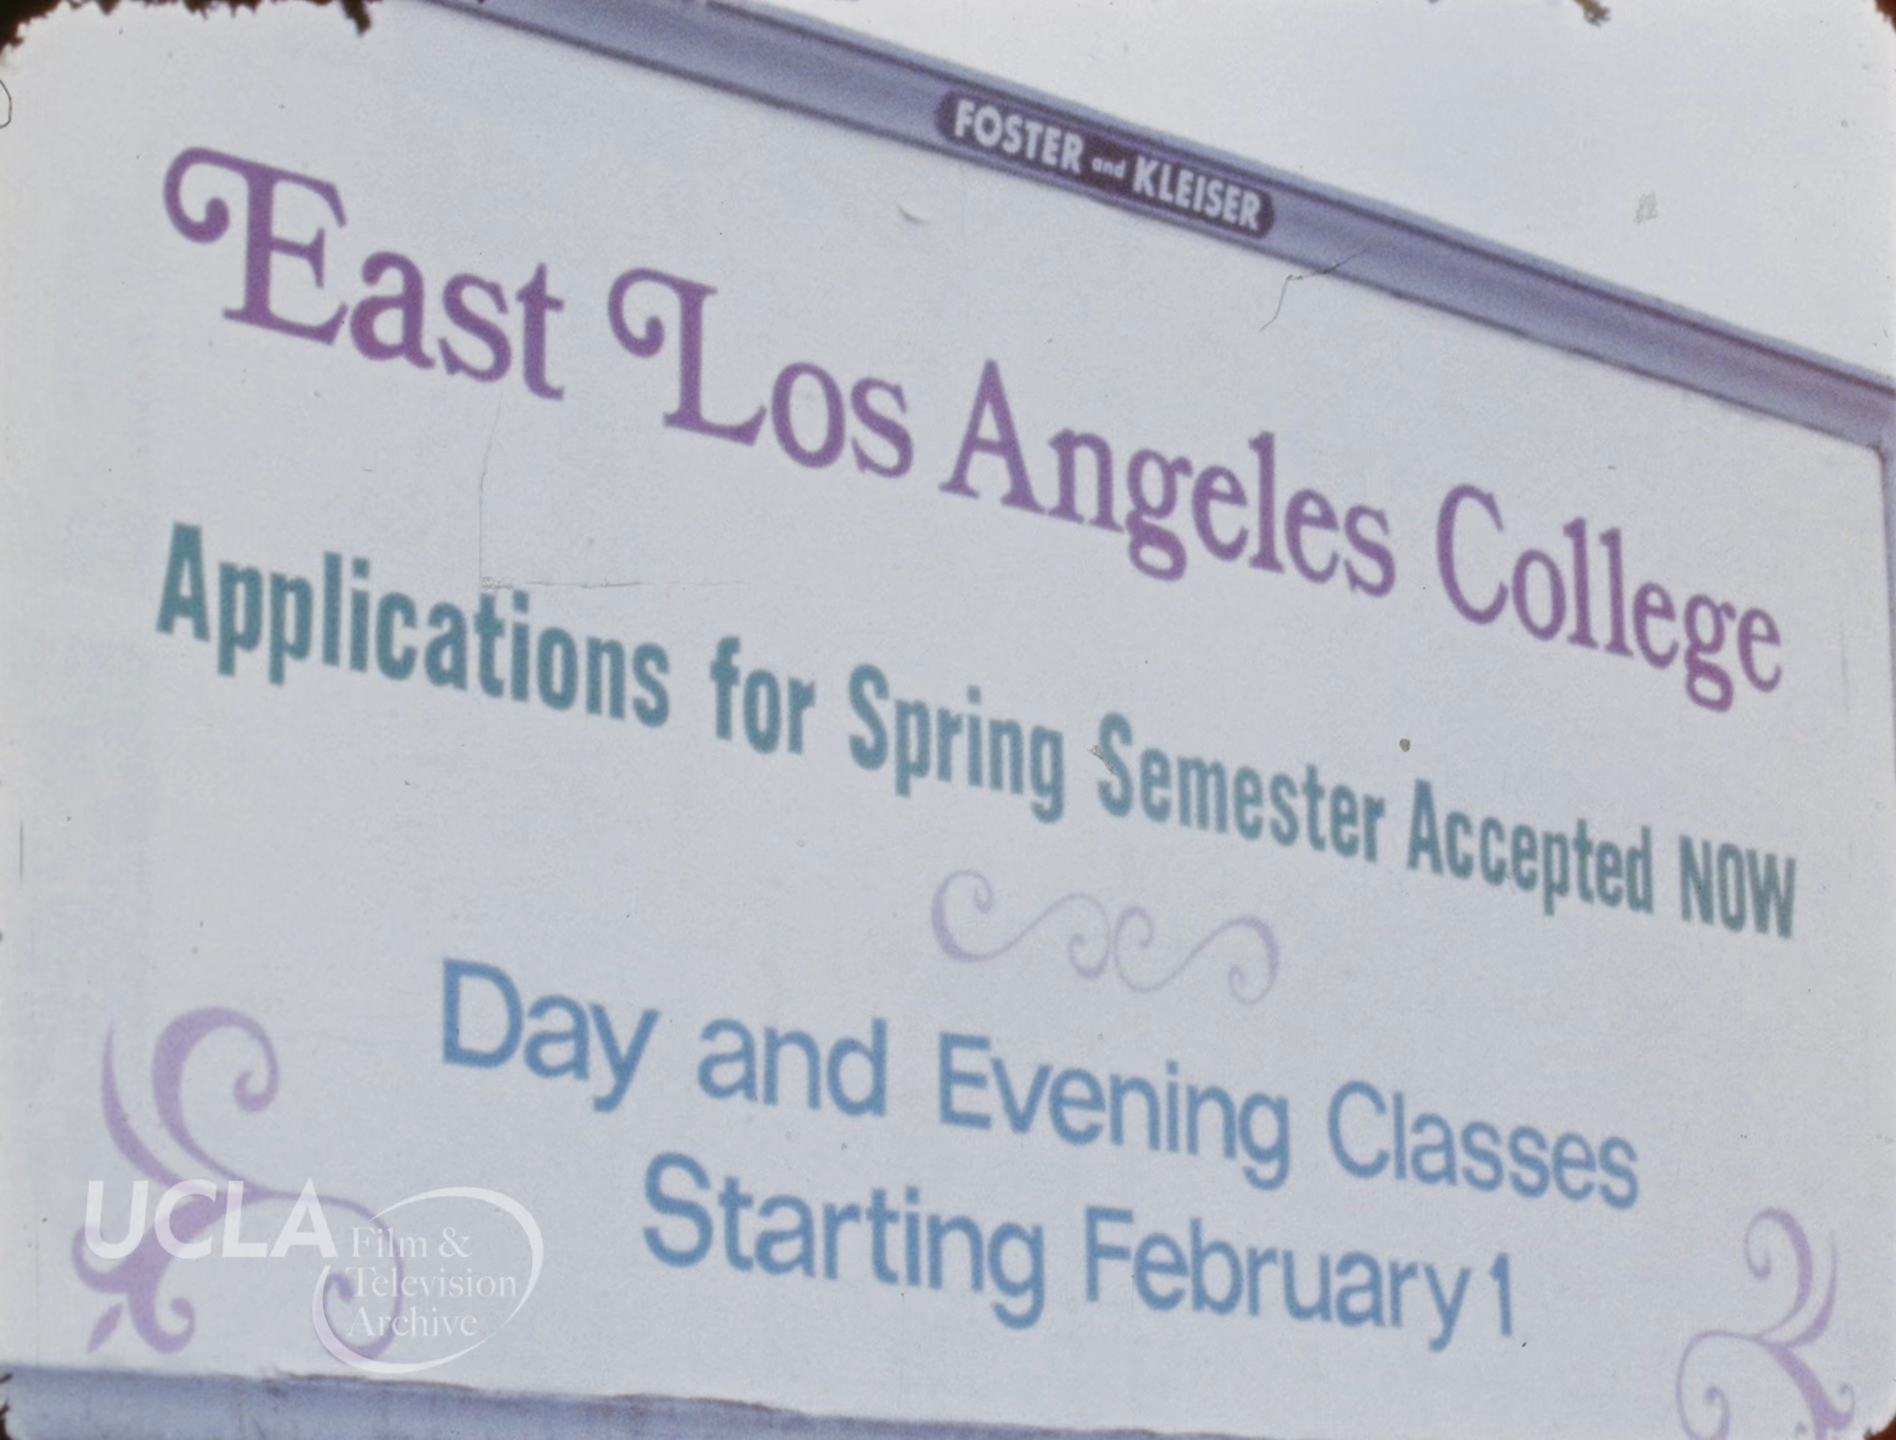 FOSTER and KLEISER
East Los Angeles College
Applications for Spring Semester Accepted NOW
Day and Evening Classes
Starting February 1
UCLA Film &
Television
Archive